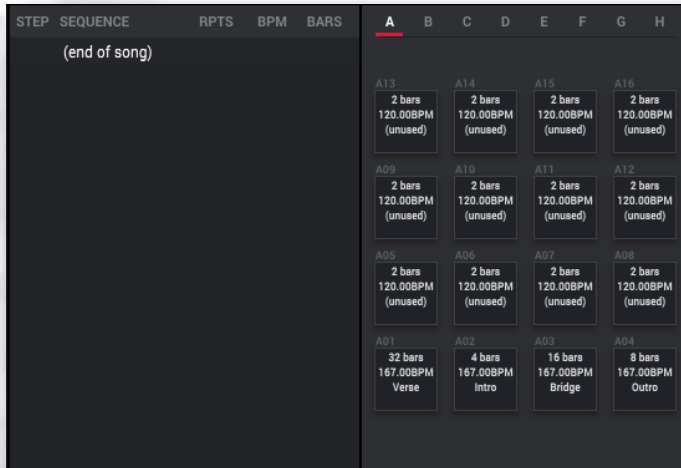 STEP SEQUENCE RPTS BPM BARS
(end of song)
A B C D E F G H
A13 A14 A15 A16
2 bars 2 bars 2 bars 2 bars
120.00BPM 120.00BPM 120.00BPM 120.00BPM
(unused) (unused) (unused) (unused)
A09 A10 A11 A12
2 bars 2 bars 2 bars 2 bars
120.00BPM 120.00BPM 120.00BPM 120.00BPM
(unused) (unused) (unused) (unused)
A05 A06 A07 A08
2 bars 2 bars 2 bars 2 bars
120.00BPM 120.00BPM 120.00BPM 120.00BPM
(unused) (unused) (unused) (unused)
A01 A02 A03 A04
32 bars 4 bars 16 bars 8 bars
167.00BPM 167.00BPM 167.00BPM 167.00BPM
Verse Intro Bridge Outro